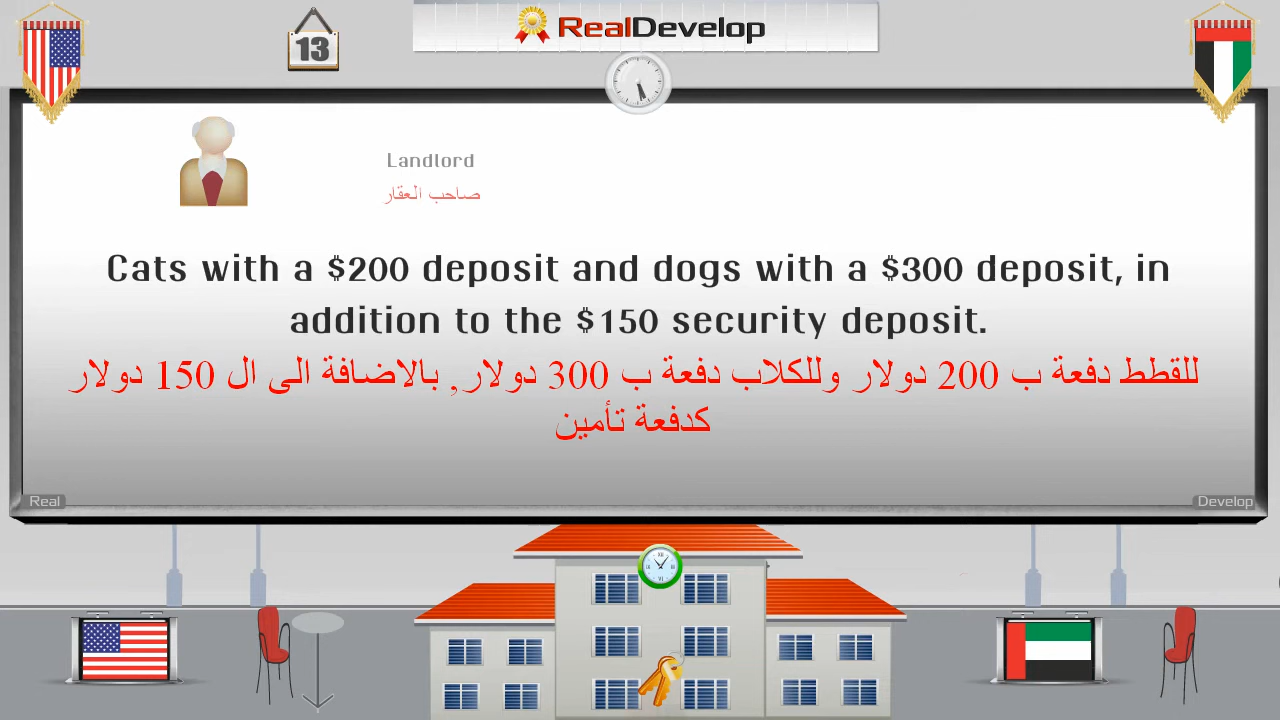 13
RealDevelop
Landlord
صاحب العقار
Cats with a $200 deposit and dogs with a $300 deposit, in
addition to the $150 security deposit.
للقطط دفعة ب 200 دولار وللكلاب دفعة ب 300 دولار, بالاضافة الى ال 150 دولار
كدفعة تأمين
Real
Develop